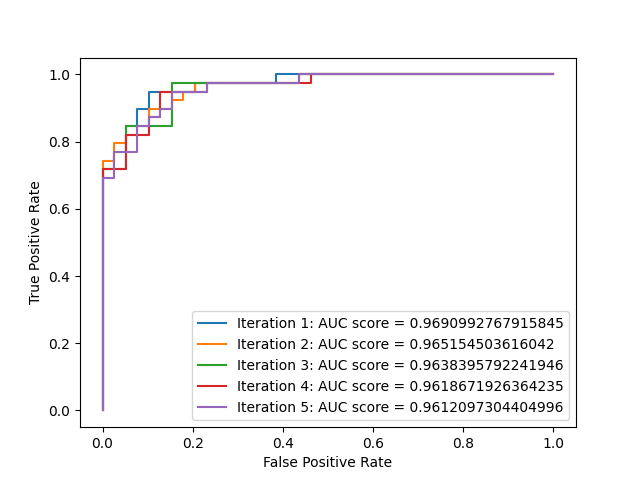 1.0
0.8
0.6
0.4
0.2
0.0
True Positive Rate
Iteration 1: AUC score = 0.9690992767915845
Iteration 2: AUC score = 0.965154503616042
Iteration 3: AUC score = 0.9638395792241946
Iteration 4: AUC score = 0.9618671926364235
Iteration 5: AUC score = 0.9612097304404996
0.0 0.2 0.4 0.6 0.8 1.0
False Positive Rate